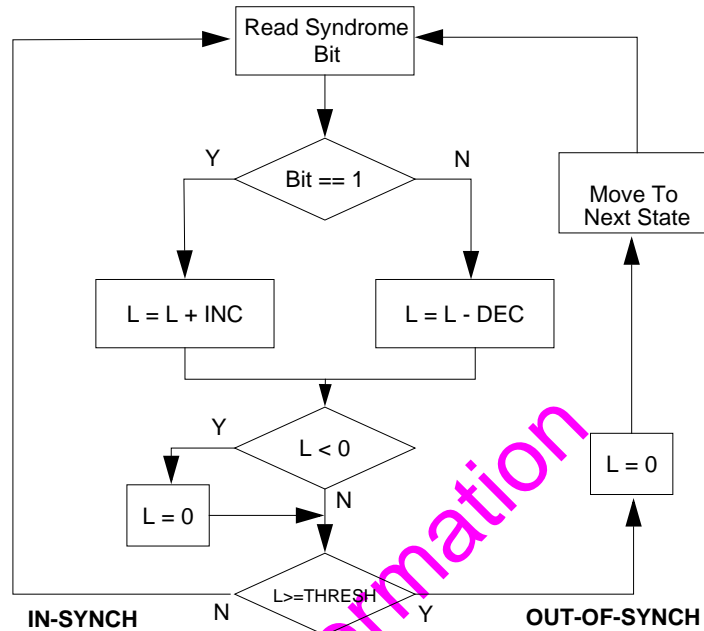 Read Syndrome
Bit
Y
N
Bit == 1
Move To
Next State
L = L + INC
L = L - DEC
Y
L < 0
L = 0
N
L = 0
L>=THRESH
N
Y
IN-SYNCH
OUT-OF-SYNCH